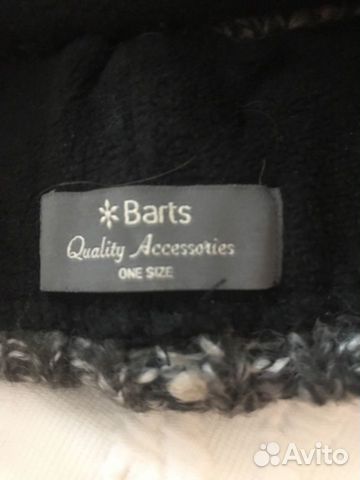 Barts
Quality Accessories
ONE SIZE
Avito